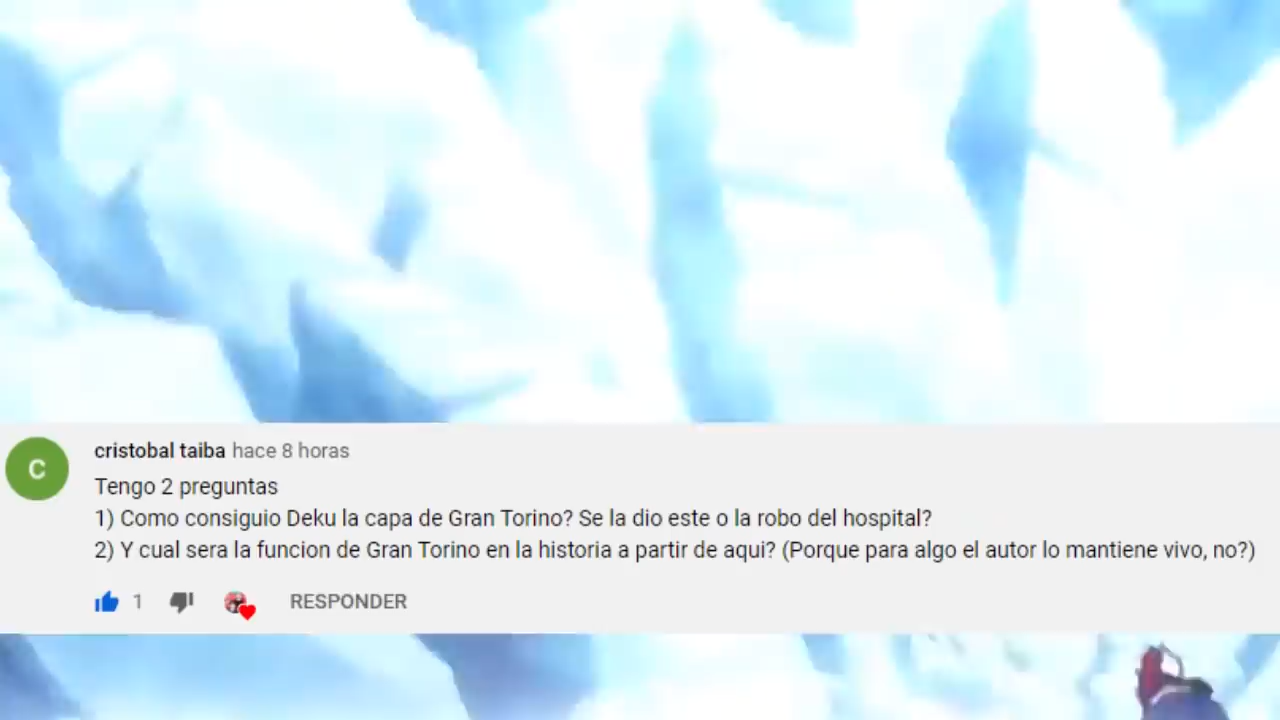 cristobal taiba hace 8 horas
C
Tengo 2 preguntas
1) Como consiguio Deku la capa de Gran Torino? Se la dio este o la robo del hospital?
2) Y cual sera la funcion de Gran Torino en la historia a partir de aqui? (Porque para algo el autor lo mantiene vivo, no?)
1 RESPONDER